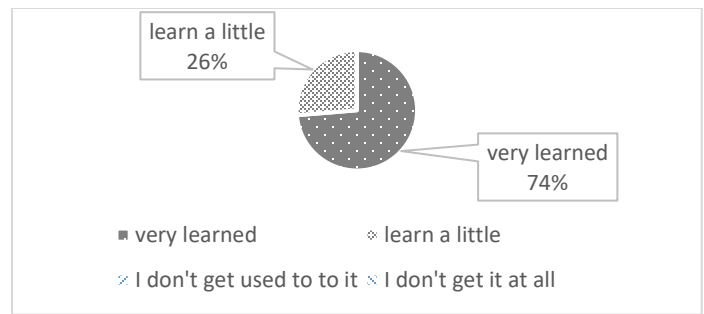 learn a little
26%
very learned
74%
very learned
learn a little
I don't get used to to it
I don't get it at all